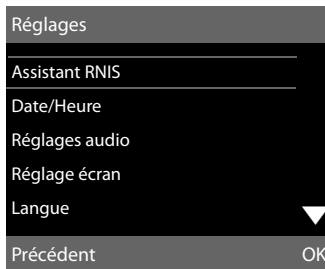 Réglages
Assistant RNIS
Date/Heure
Réglages audio
Réglage écran
Langue
Précédent OK